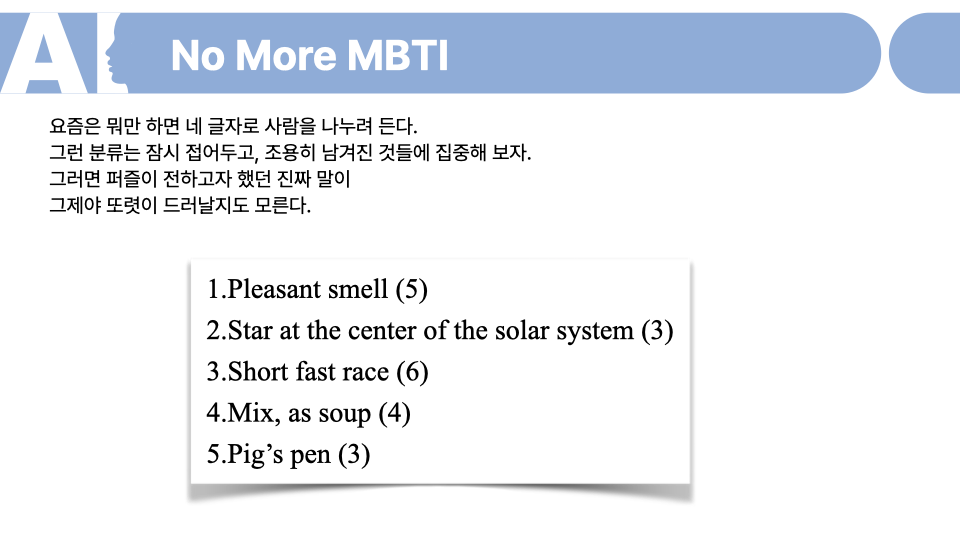 AI
No More MBTI
요즘은 뭐만 하면 네 글자로 사람을 나누려 든다.
그런 분류는 잠시 접어두고, 조용히 남겨진 것들에 집중해 보자.
그러면 퍼즐이 전하고자 했던 진짜 말이
그제야 또렷이 드러날지도 모른다.
1.Pleasant smell (5)
2.Star at the center of the solar system (3)
3.Short fast race (6)
4.Mix, as soup (4)
5.Pig’s pen (3)